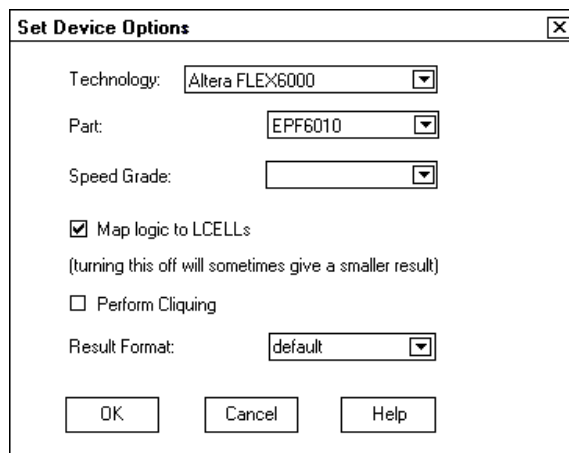 Set Device Options
Technology: Altera FLEX6000
Part: EPF6010
Speed Grade:
Map logic to LCELLs
(turning this off will sometimes give a smaller result)
Perform Cliquing
Result Format: default
OK Cancel Help